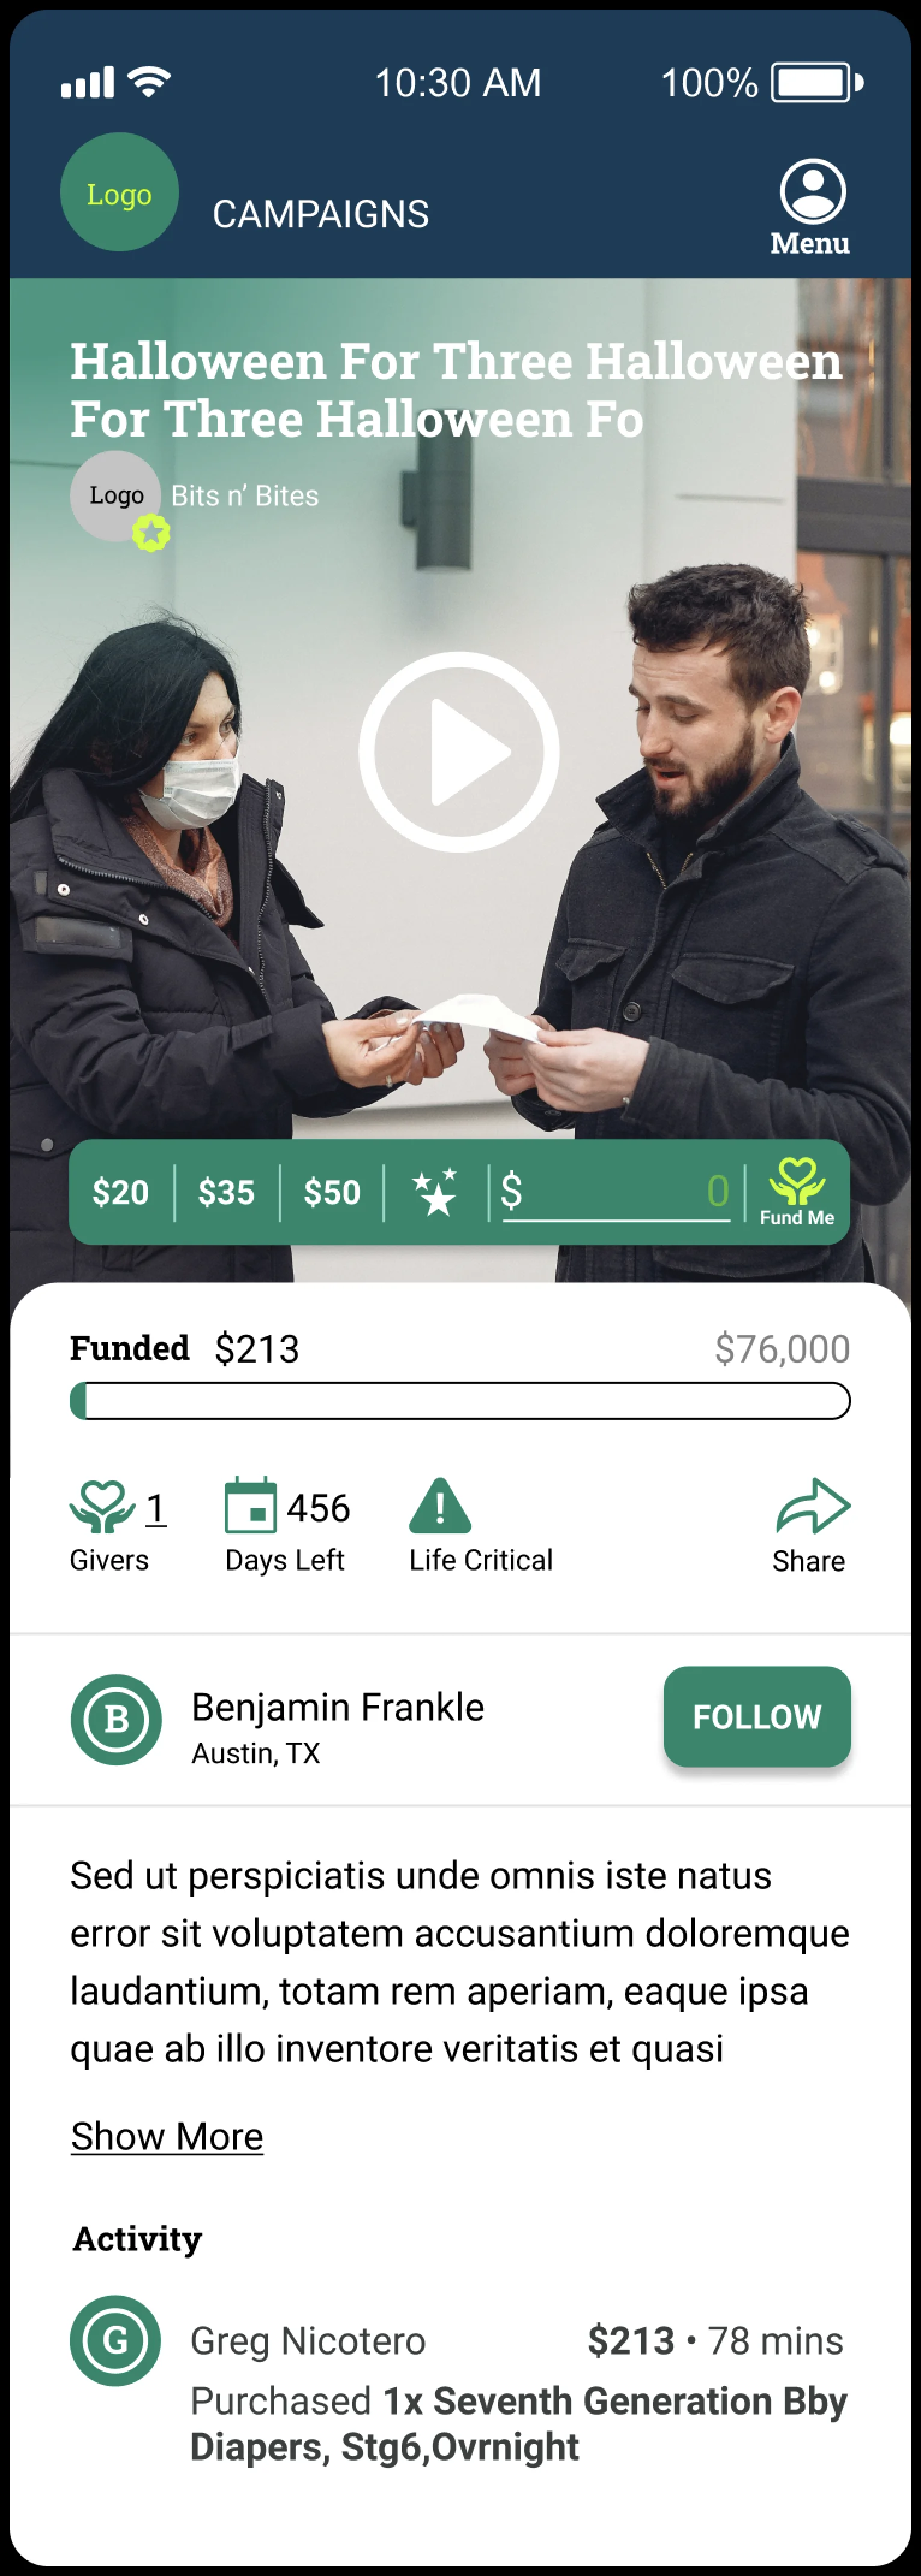 10:30 AM 100%
Logo
CAMPAIGNS
Menu
Halloween For Three Halloween
For Three Halloween Fo
Logo Bits n’ Bites
$20 $35 $50 $ 0 Fund Me
Funded $213 $76,000
1 456 !
Givers Days Left Life Critical Share
B Benjamin Frankle
Austin, TX
FOLLOW
Sed ut perspiciatis unde omnis iste natus
error sit voluptatem accusantium doloremque
laudantium, totam rem aperiam, eaque ipsa
quae ab illo inventore veritatis et quasi
Show More
Activity
G Greg Nicotero $213 • 78 mins
Purchased 1x Seventh Generation Bby
Diapers, Stg6,Ovrnight